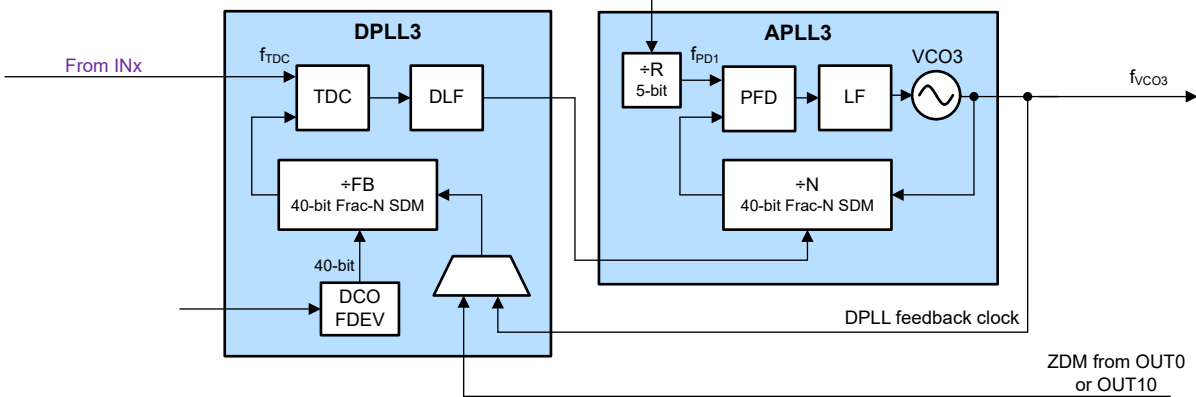 DPLL3
APLL3
From INx
fTDC
TDC
DLF
÷R
5-bit
fPD1
PFD
LF
VCO3
fVCO3
÷FB
40-bit Frac-N SDM
÷N
40-bit Frac-N SDM
40-bit
DCO
FDEV
DPLL feedback clock
ZDM from OUT0
or OUT10